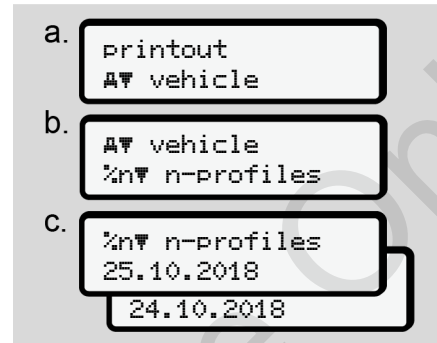 a.
printout
A▼ vehicle
b.
A▼ vehicle
%n▼ n-profiles
c.
%n▼ n-profiles
25.10.2018
24.10.2018